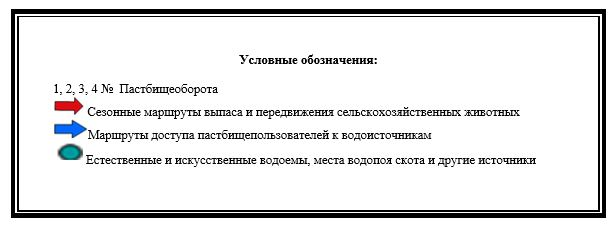 Условные обозначения:
1, 2, 3, 4 № Пастбищеоборота
Сезонные маршруты выпаса и передвижения сельскохозяйственных животных
Маршруты доступа пастбищепользователей к водоисточникам
Естественные и искусственные водоемы, места водопоя скота и другие источники